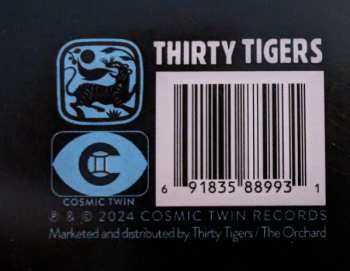 THIRTY TIGERS
COSMIC TWIN
6 91835 88993 1
℗ & © 2024 COSMIC TWIN RECORDS
Marketed and distributed by Thirty Tigers / The Orchard